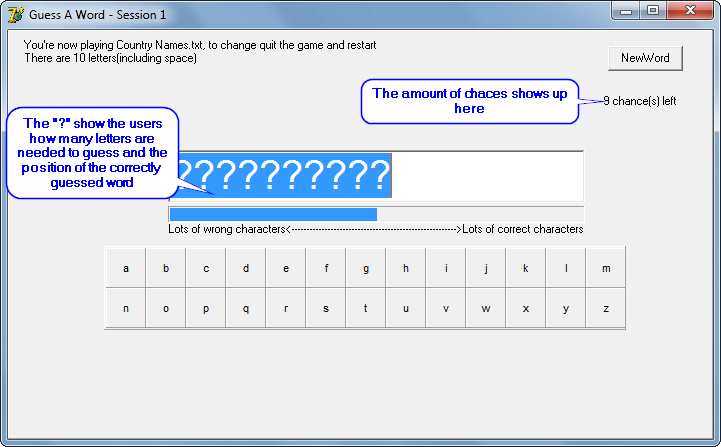 Guess A Word - Session 1
You're now playing Country Names.txt, to change quit the game and restart
There are 10 letters(including space)
NewWord
The amount of chaces shows up
here
9 chance(s) left
The "?" show the users
how many letters are
needed to guess and the
position of the correctly
guessed word
??????????
Lots of wrong characters<-------------------------------------------------->Lots of correct characters
a b c d e f g h i j k l m
n o p q r s t u v w x y z